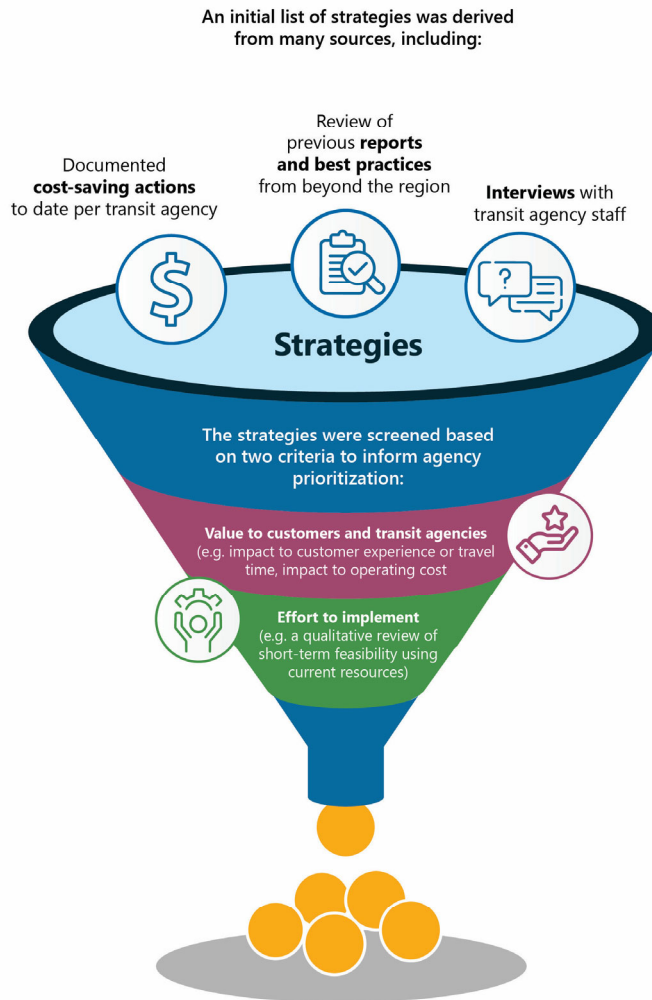 An initial list of strategies was derived
from many sources, including:
Documented
cost-saving actions
to date per transit agency
Review of
previous reports
and best practices
from beyond the region
Interviews with
transit agency staff
$
?
Strategies
The strategies were screened based
on two criteria to inform agency
prioritization:
Value to customers and transit agencies
(e.g. impact to customer experience or travel
time, impact to operating cost
Effort to implement
(e.g. a qualitative review of
short-term feasibility using
current resources)